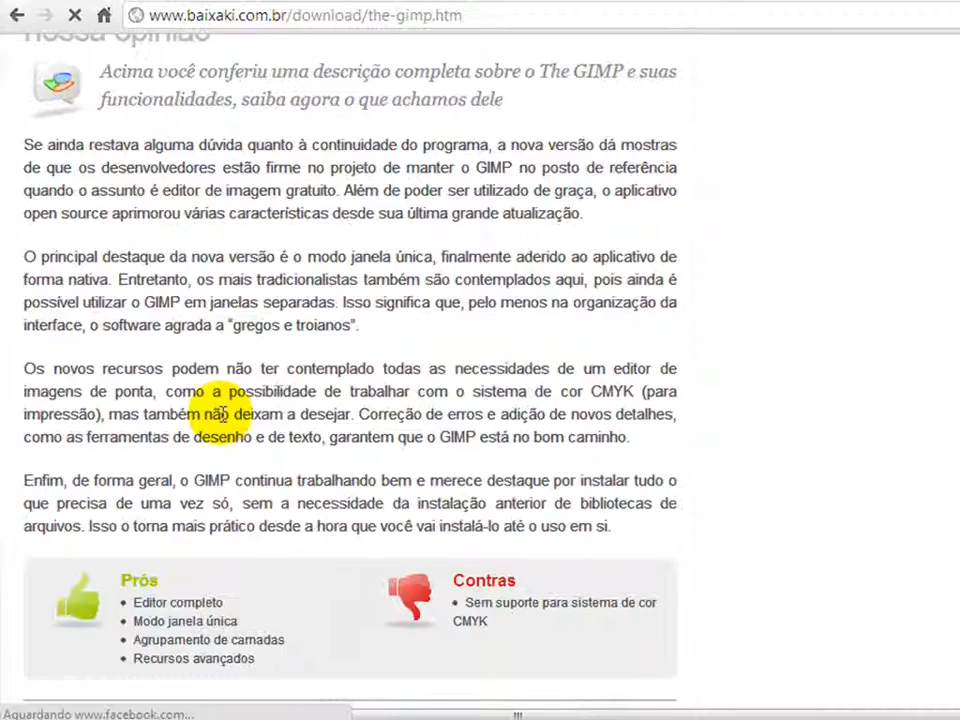 www.baixaki.com.br/download/the-gimp.htm
nossa opinião
Acima você conferiu uma descrição completa sobre o The GIMP e suas
funcionalidades, saiba agora o que achamos dele
Se ainda restava alguma dúvida quanto à continuidade do programa, a nova versão dá mostras
de que os desenvolvedores estão firme no projeto de manter o GIMP no posto de referência
quando o assunto é editor de imagem gratuito. Além de poder ser utilizado de graça, o aplicativo
open source aprimorou várias características desde sua última grande atualização.
O principal destaque da nova versão é o modo janela única, finalmente aderido ao aplicativo de
forma nativa. Entretanto, os mais tradicionalistas também são contemplados aqui, pois ainda é
possível utilizar o GIMP em janelas separadas. Isso significa que, pelo menos na organização da
interface, o software agrada a "gregos e troianos".
Os novos recursos podem não ter contemplado todas as necessidades de um editor de
imagens de ponta, como a possibilidade de trabalhar com o sistema de cor CMYK (para
impressão), mas também não deixam a desejar. Correção de erros e adição de novos detalhes,
como as ferramentas de desenho e de texto, garantem que o GIMP está no bom caminho.
Enfim, de forma geral, o GIMP continua trabalhando bem e merece destaque por instalar tudo o
que precisa de uma vez só, sem a necessidade da instalação anterior de bibliotecas de
arquivos. Isso o torna mais prático desde a hora que você vai instalá-lo até o uso em si.
Prós
• Editor completo
• Modo janela única
• Agrupamento de camadas
• Recursos avançados
Contras
• Sem suporte para sistema de cor
CMYK
Aguardando www.facebook.com...